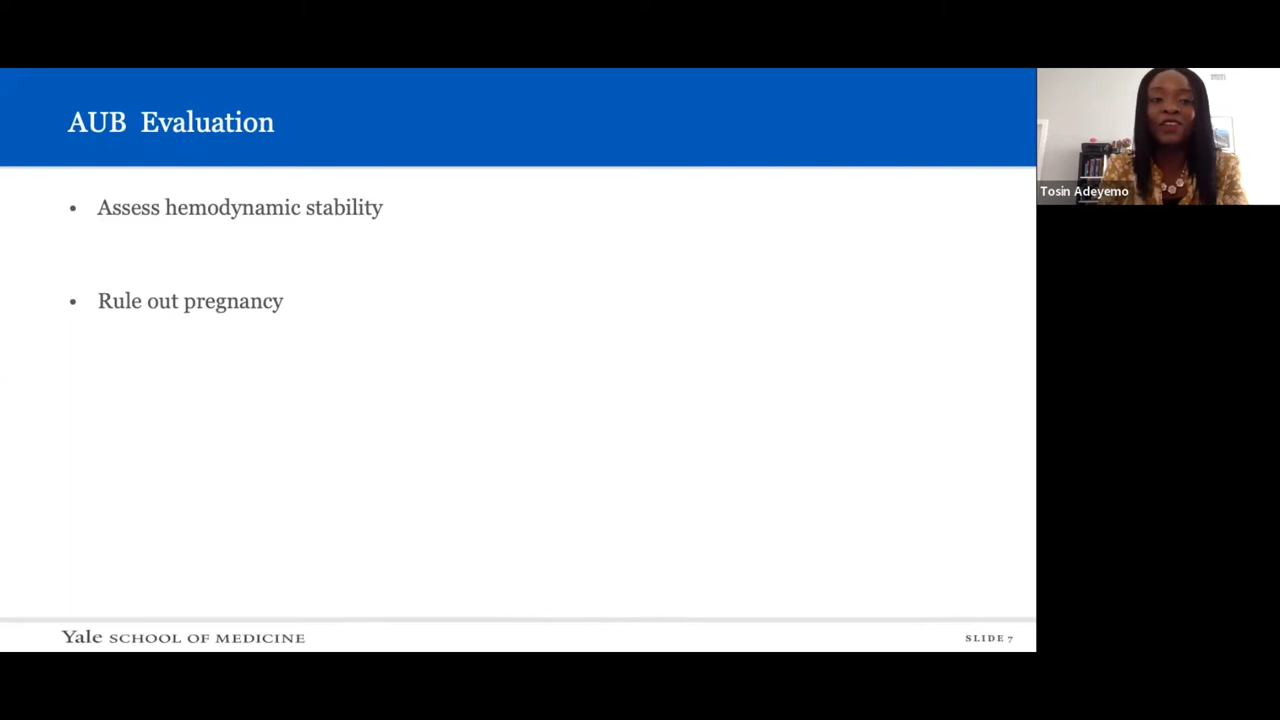 AUB Evaluation
• Assess hemodynamic stability
• Rule out pregnancy
Yale SCHOOL OF MEDICINE
SLIDE 7
Tosin Adeyemo